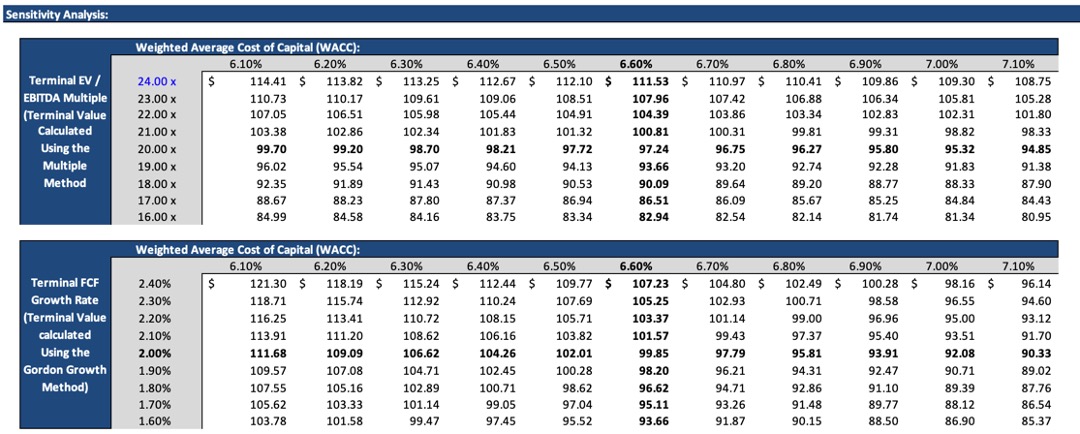 Sensitivity Analysis:
Weighted Average Cost of Capital (WACC):
6.10% 6.20% 6.30% 6.40% 6.50% 6.60% 6.70% 6.80% 6.90% 7.00% 7.10%
Terminal EV / 24.00 x $ 114.41 $ 113.82 $ 113.25 $ 112.67 $ 112.10 $ 111.53 $ 110.97 $ 110.41 $ 109.86 $ 109.30 $ 108.75
EBITDA Multiple 23.00 x 110.73 110.17 109.61 109.06 108.51 107.96 107.42 106.88 106.34 105.81 105.28
(Terminal Value 22.00 x 107.05 106.51 105.98 105.44 104.91 104.39 103.86 103.34 102.83 102.31 101.80
Calculated 21.00 x 103.38 102.86 102.34 101.83 101.32 100.81 100.31 99.81 99.31 98.82 98.33
Using the 20.00 x 99.70 99.20 98.70 98.21 97.72 97.24 96.75 96.27 95.80 95.32 94.85
Multiple 19.00 x 96.02 95.54 95.07 94.60 94.13 93.66 93.20 92.74 92.28 91.83 91.38
Method 18.00 x 92.35 91.89 91.43 90.98 90.53 90.09 89.64 89.20 88.77 88.33 87.90
17.00 x 88.67 88.23 87.80 87.37 86.94 86.51 86.09 85.67 85.25 84.84 84.43
16.00 x 84.99 84.58 84.16 83.75 83.34 82.94 82.54 82.14 81.74 81.34 80.95
Weighted Average Cost of Capital (WACC):
6.10% 6.20% 6.30% 6.40% 6.50% 6.60% 6.70% 6.80% 6.90% 7.00% 7.10%
Terminal FCF 2.40% $ 121.30 $ 118.19 $ 115.24 $ 112.44 $ 109.77 $ 107.23 $ 104.80 $ 102.49 $ 100.28 $ 98.16 $ 96.14
Growth Rate 2.30% 118.71 115.74 112.92 110.24 107.69 105.25 102.93 100.71 98.58 96.55 94.60
(Terminal Value 2.20% 116.25 113.41 110.72 108.15 105.71 103.37 101.14 99.00 96.96 95.00 93.12
calculated 2.10% 113.91 111.20 108.62 106.16 103.82 101.57 99.43 97.37 95.40 93.51 91.70
Using the 2.00% 111.68 109.09 106.62 104.26 102.01 99.85 97.79 95.81 93.91 92.08 90.33
Gordon Growth 1.90% 109.57 107.08 104.71 102.45 100.28 98.20 96.21 94.31 92.47 90.71 89.02
Method) 1.80% 107.55 105.16 102.89 100.71 98.62 96.62 94.71 92.86 91.10 89.39 87.76
1.70% 105.62 103.33 101.14 99.05 97.04 95.11 93.26 91.48 89.77 88.12 86.54
1.60% 103.78 101.58 99.47 97.45 95.52 93.66 91.87 90.15 88.50 86.90 85.37